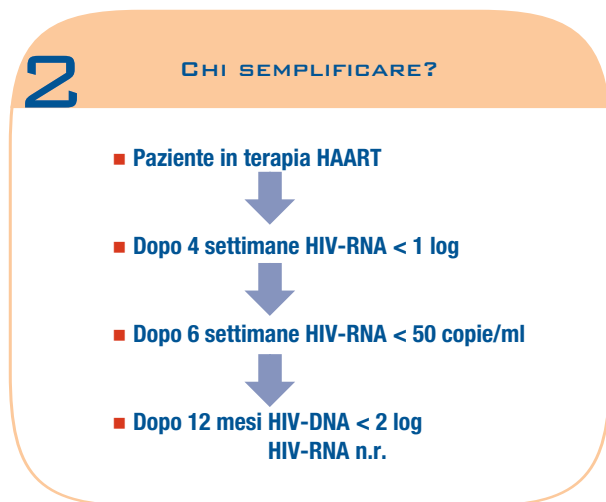 2
CHI SEMPLIFICARE?
Paziente in terapia HAART
Dopo 4 settimane HIV-RNA < 1 log
Dopo 6 settimane HIV-RNA < 50 copie/ml
Dopo 12 mesi HIV-DNA < 2 log
HIV-RNA n.r.